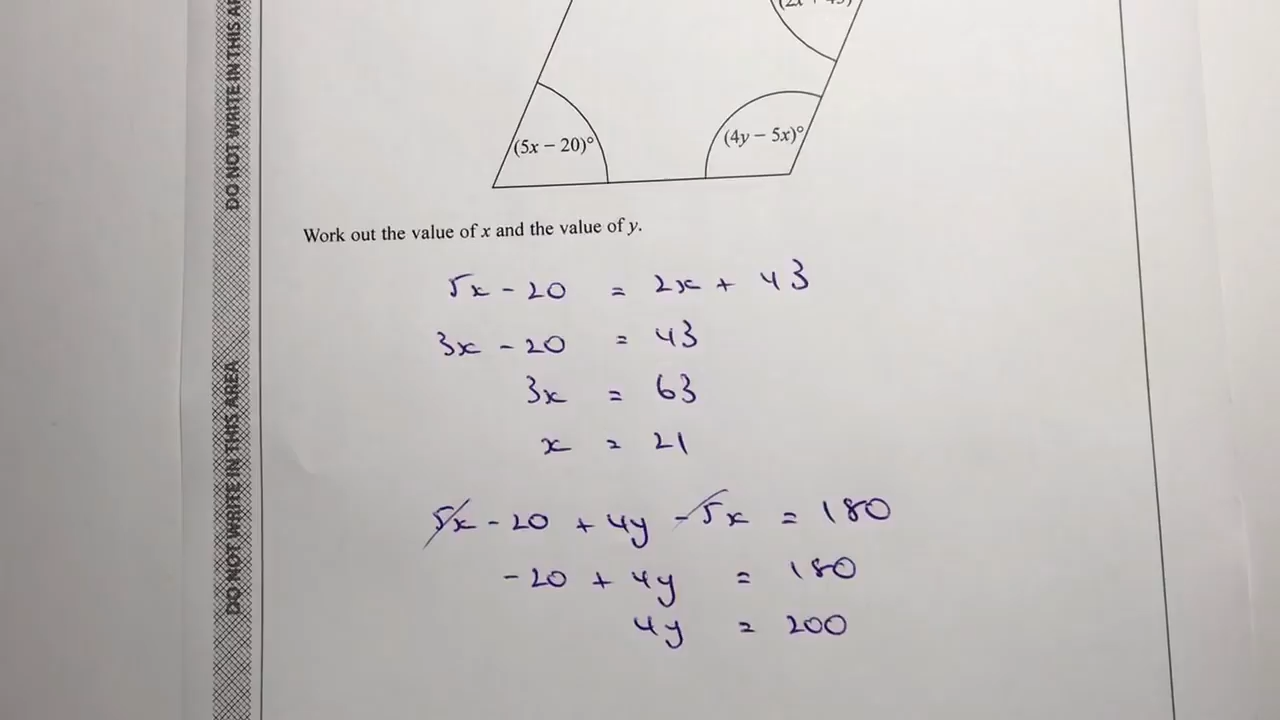 DO NOT WRITE IN THIS AREA
(5x – 20)°
(4y – 5x)°
Work out the value of x and the value of y.
5x - 20 = 2x + 43
3x - 20 = 43
3x = 63
x = 21
5x - 20 + 4y - 5x = 180
- 20 + 4y = 180
4y = 200
DO NOT WRITE IN THIS AREA